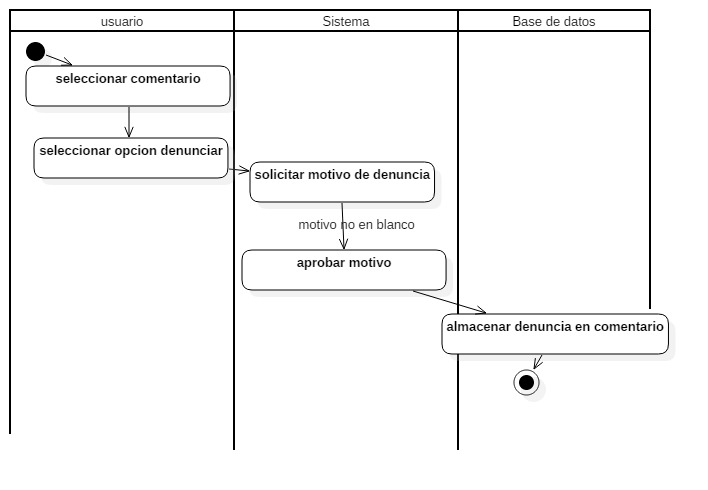 usuario
Sistema
Base de datos
seleccionar comentario
seleccionar opcion denunciar
solicitar motivo de denuncia
motivo no en blanco
aprobar motivo
almacenar denuncia en comentario